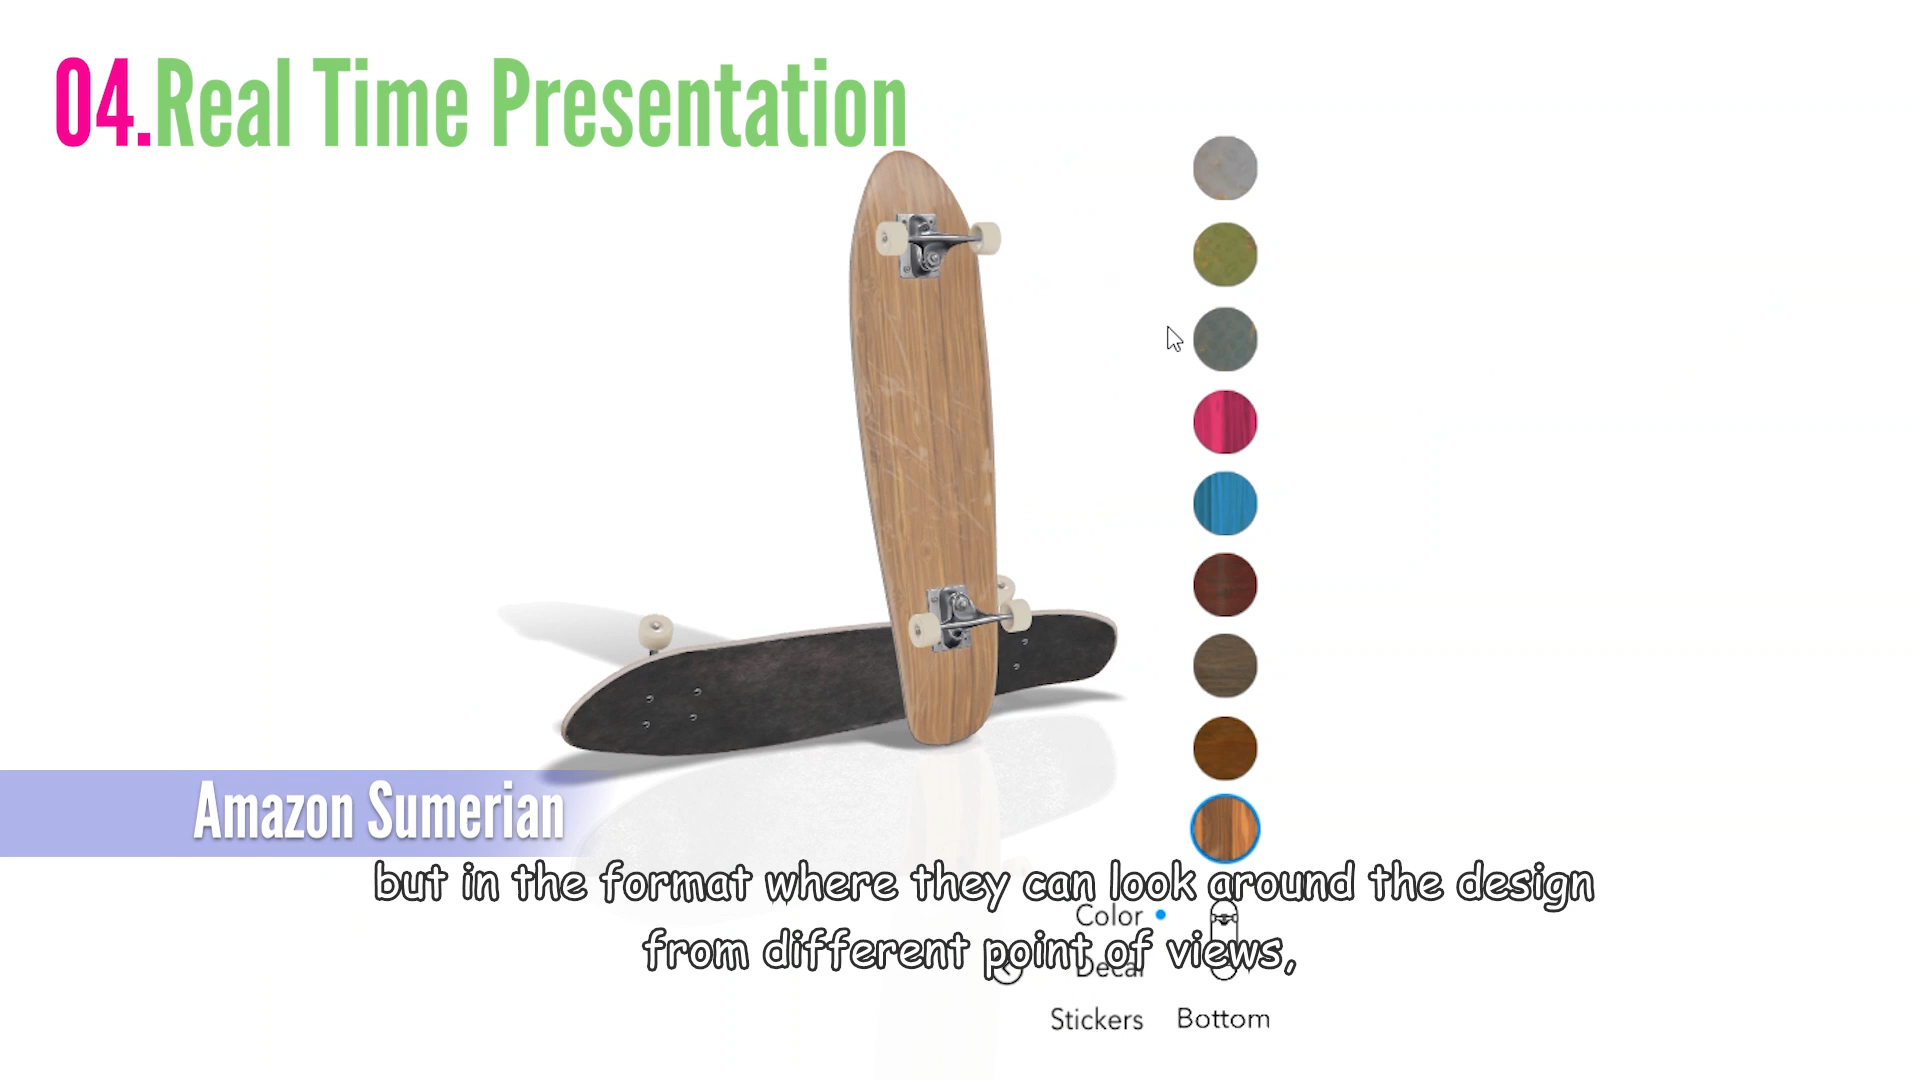 04.Real Time Presentation
Amazon Sumerian
but in the format where they can look around the design
from different point of views,
Color
Decal
Stickers
Bottom